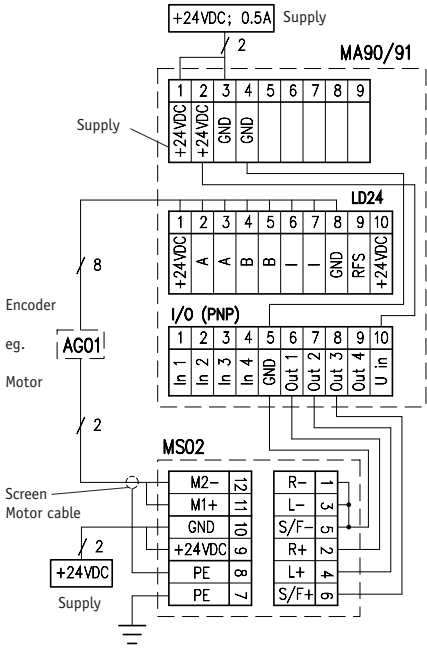 +24VDC; 0.5A Supply
2
MA90/91
1 2 3 4 5 6 7 8 9
+24VDC +24VDC GND GND
Supply
LD24
1 2 3 4 5 6 7 8 9 10
+24VDC A A B B I I GND RFS +24VDC
8
Encoder
eg.
Motor
AG01
I/O (PNP)
1 2 3 4 5 6 7 8 9 10
In 1 In 2 In 3 In 4 GND Out 1 Out 2 Out 3 Out 4 U in
2
MS02
M2- 12 R- 1
M1+ 11 L- 3
GND 10 S/F- 5
+24VDC 9 R+ 2
PE 8 L+ 4
PE 7 S/F+ 6
Screen
Motor cable
2
+24VDC
Supply